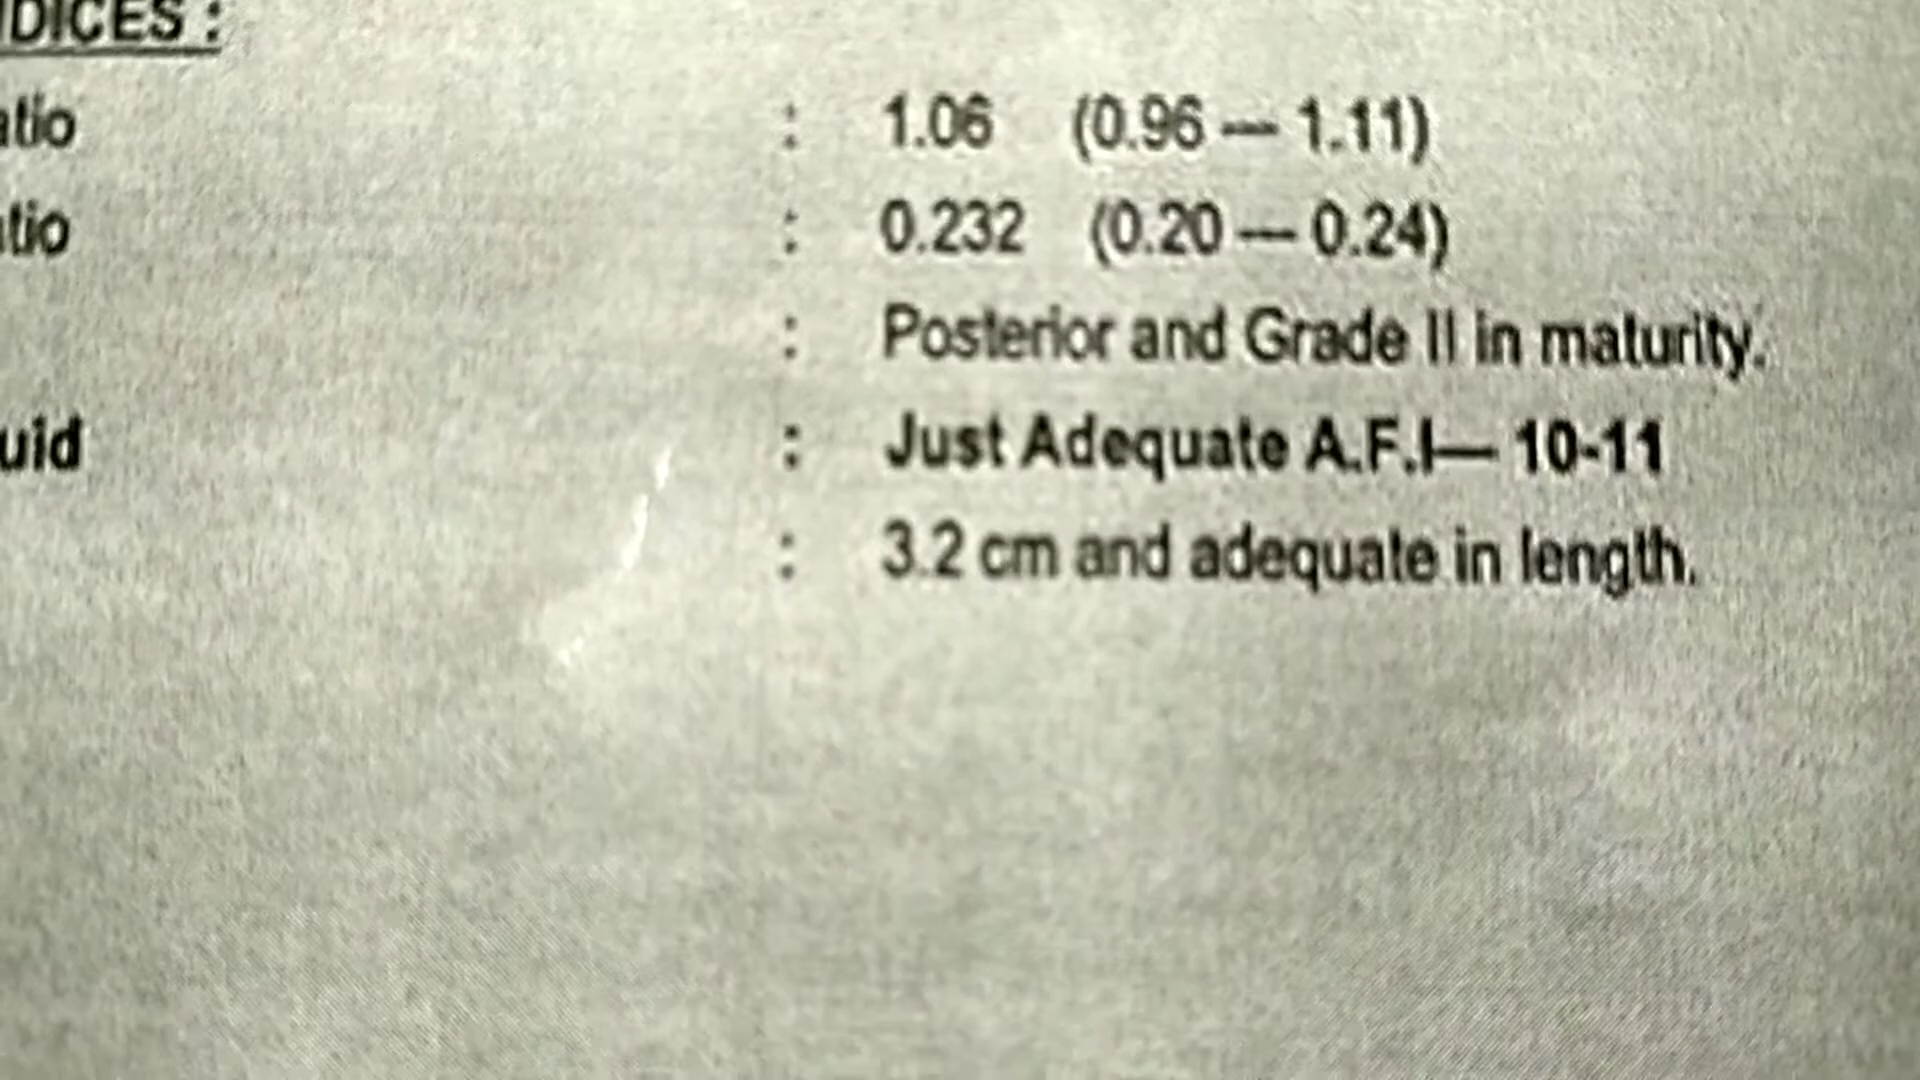 DICES :
atio : 1.06 (0.96 — 1.11)
tio : 0.232 (0.20 — 0.24)
: Posterior and Grade II in maturity.
uid : Just Adequate A.F.I— 10-11
: 3.2 cm and adequate in length.